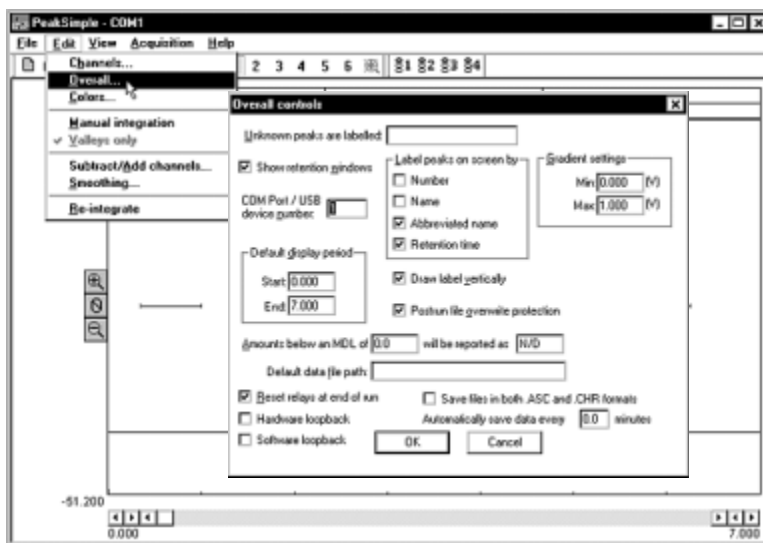 PeakSimple - COM1
File Edit View Acquisition Help
Channels...
Overall...
Colors...
Manual integration
Valleys only
Subtract/Add channels...
Smoothing...
Re-integrate
2 3 4 5 6 1 2 3 4
Overall controls
Unknown peaks are labelled:
Show retention windows
COM Port / USB
device number:
Default display period
Start: 0.000
End: 7.000
Label peaks on screen by
Number
Name
Abbreviated name
Retention time
Gradient settings
Min: 0.000 (V)
Max: 1.000 (V)
Draw label vertically
Postrun file overwrite protection
Amounts below an MDL of 0.0 will be reported as N/D
Default data file path:
Reset relays at end of run
Save files in both .ASC and .CHR formats
Hardware loopback
Automatically save data every 0.0 minutes
Software loopback
OK Cancel
-51.200
0.000 7.000